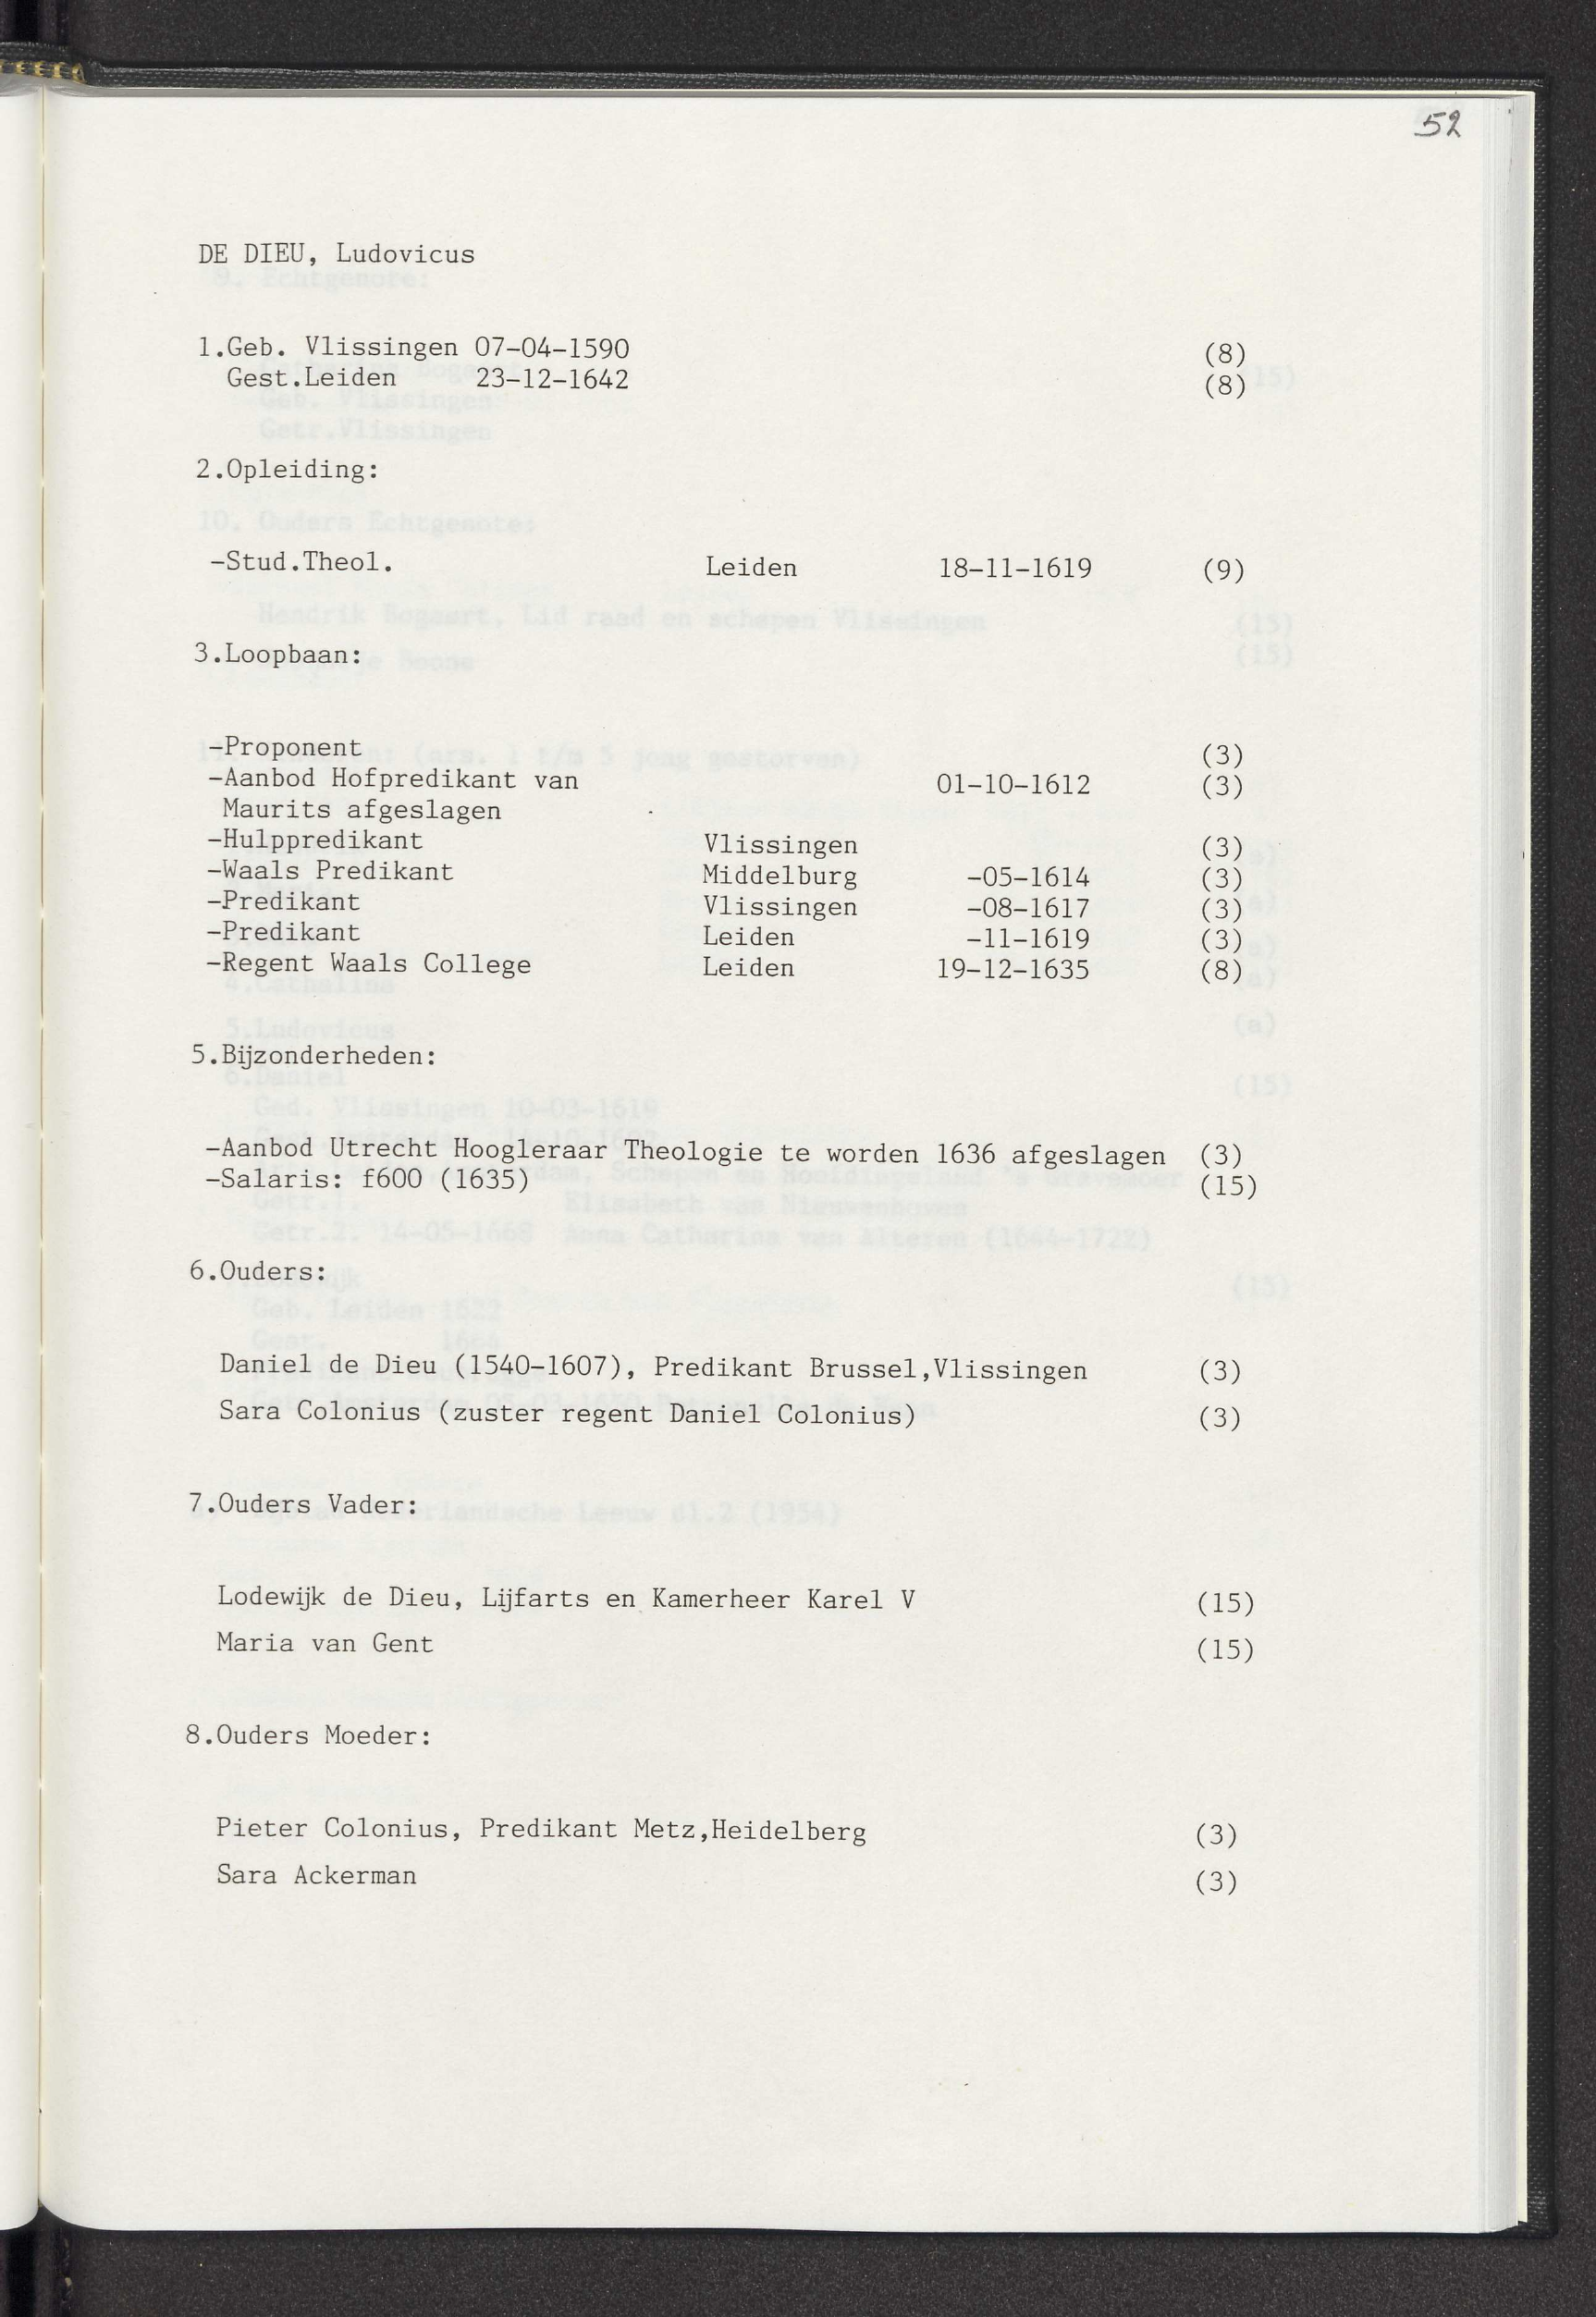 52
DE DIEU, Ludovicus
1.Geb. Vlissingen 07-04-1590 (8)
Gest.Leiden 23-12-1642 (8)
2.Opleiding:
-Stud.Theol. Leiden 18-11-1619 (9)
3.Loopbaan:
-Proponent (3)
-Aanbod Hofpredikant van 01-10-1612 (3)
Maurits afgeslagen
-Hulppredikant Vlissingen (3)
-Waals Predikant Middelburg -05-1614 (3)
-Predikant Vlissingen -08-1617 (3)
-Predikant Leiden -11-1619 (3)
-Regent Waals College Leiden 19-12-1635 (8)
5.Bijzonderheden:
-Aanbod Utrecht Hoogleraar Theologie te worden 1636 afgeslagen (3)
-Salaris: f600 (1635) (15)
6.Ouders:
Daniel de Dieu (1540-1607), Predikant Brussel,Vlissingen (3)
Sara Colonius (zuster regent Daniel Colonius) (3)
7.Ouders Vader:
Lodewijk de Dieu, Lijfarts en Kamerheer Karel V (15)
Maria van Gent (15)
8.Ouders Moeder:
Pieter Colonius, Predikant Metz,Heidelberg (3)
Sara Ackerman (3)